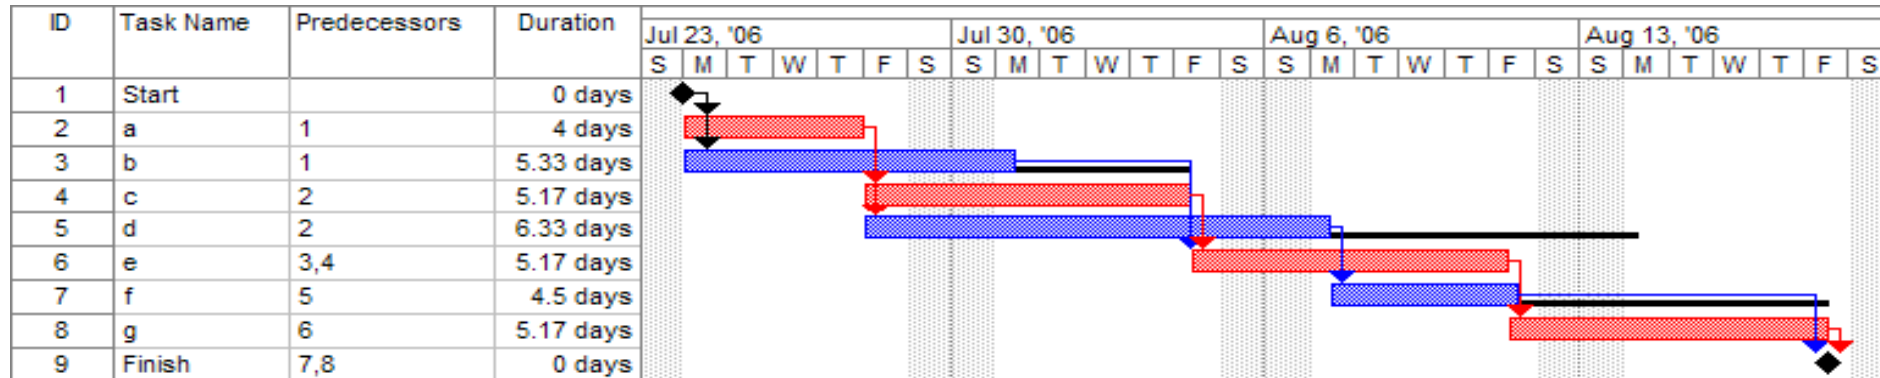 ID Task Name Predecessors Duration Jul 23, '06 Jul 30, '06 Aug 6, '06 Aug 13, '06
S M T W T F S S M T W T F S S M T W T F S S M T W T F S
1 Start 0 days
2 a 1 4 days
3 b 1 5.33 days
4 c 2 5.17 days
5 d 2 6.33 days
6 e 3,4 5.17 days
7 f 5 4.5 days
8 g 6 5.17 days
9 Finish 7,8 0 days